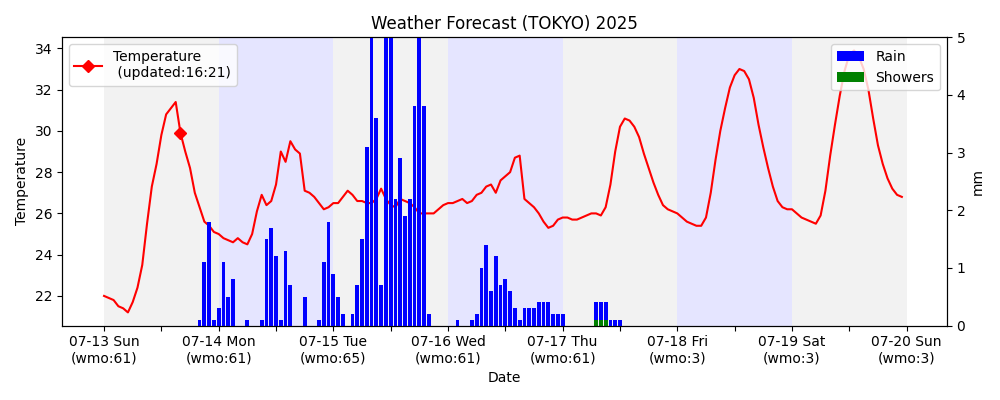 Weather Forecast (TOKYO) 2025
Temperature
(updated:16:21)
Rain
Showers
34
32
30
28
26
24
22
Temperature
5
4
3
2
1
0
mm
07-13 Sun
(wmo:61)
07-14 Mon
(wmo:61)
07-15 Tue
(wmo:65)
07-16 Wed
(wmo:61)
07-17 Thu
(wmo:61)
07-18 Fri
(wmo:3)
07-19 Sat
(wmo:3)
07-20 Sun
(wmo:3)
Date